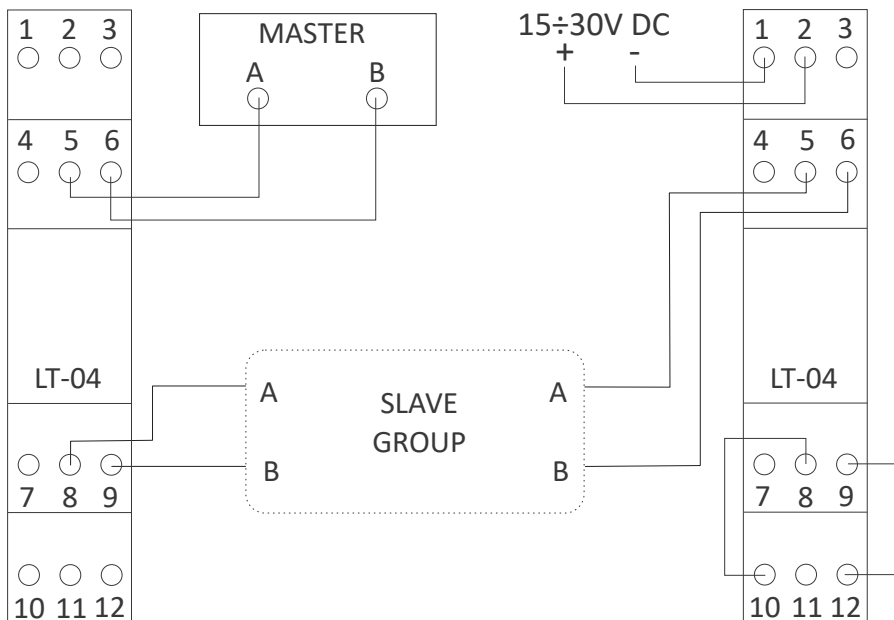 1 2 3
4 5 6
LT-04
7 8 9
10 11 12
MASTER
A B
A A
SLAVE
GROUP
B B
15÷30V DC
+ -
1 2 3
4 5 6
LT-04
7 8 9
10 11 12